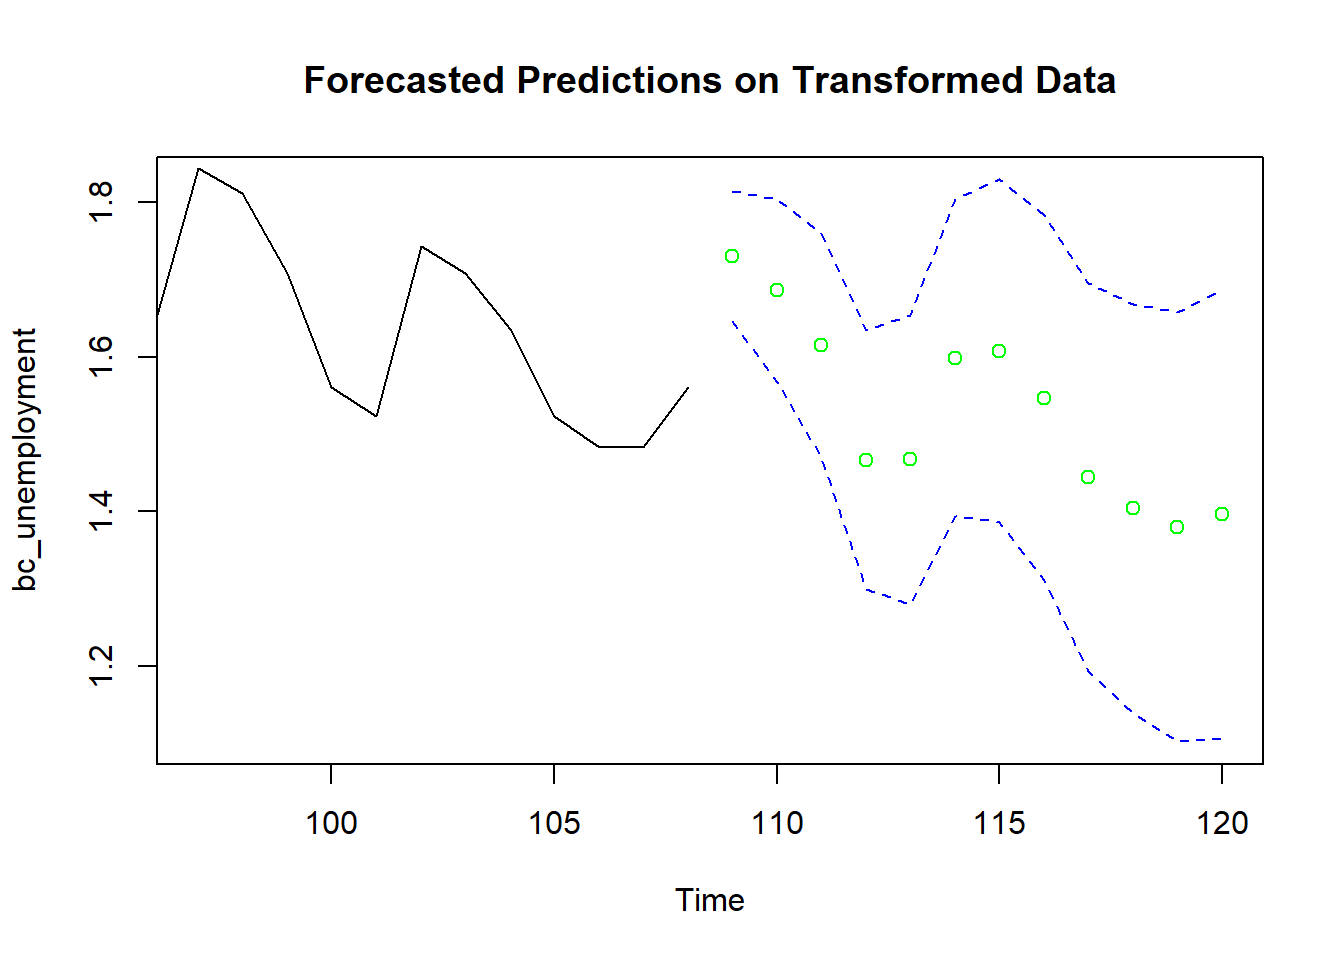 Forecasted Predictions on Transformed Data
bc_unemployment
1.8
1.6
1.4
1.2
100 105 110 115 120
Time